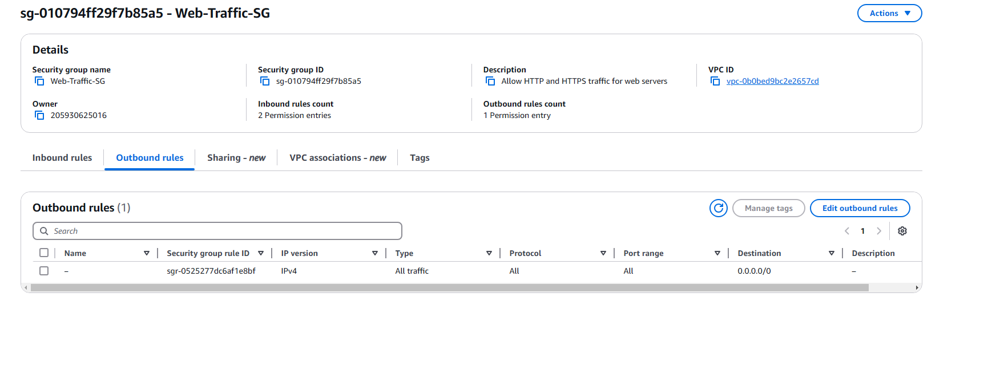 sg-010794ff29f7b85a5 - Web-Traffic-SG
Actions
Details
Security group name
Web-Traffic-SG
Security group ID
sg-010794ff29f7b85a5
Description
Allow HTTP and HTTPS traffic for web servers
VPC ID
vpc-0b0bed9bc2e2657cd
Owner
205930625016
Inbound rules count
2 Permission entries
Outbound rules count
1 Permission entry
Inbound rules
Outbound rules
Sharing - new
VPC associations - new
Tags
Outbound rules (1)
Manage tags
Edit outbound rules
Search
1
Name Security group rule ID IP version Type Protocol Port range Destination Description
– sgr-0525277dc6af1e8bf IPv4 All traffic All All 0.0.0.0/0 –